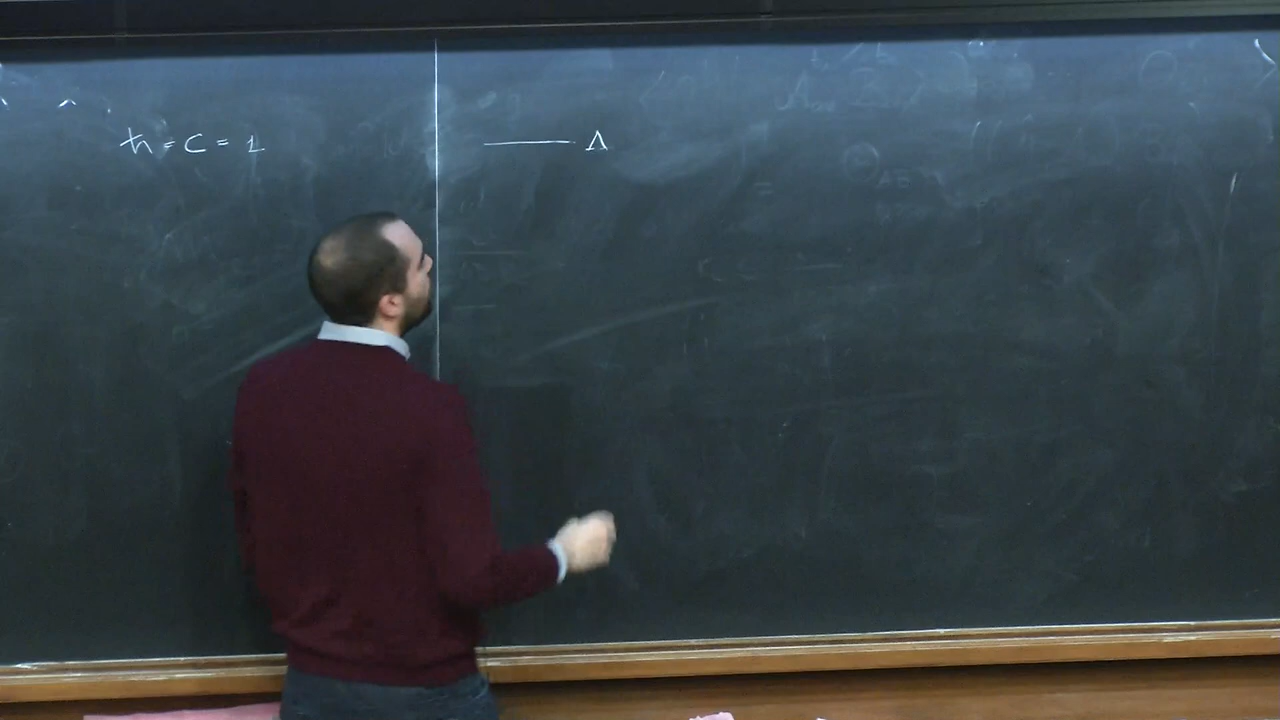 ħ = c = 1
Λ